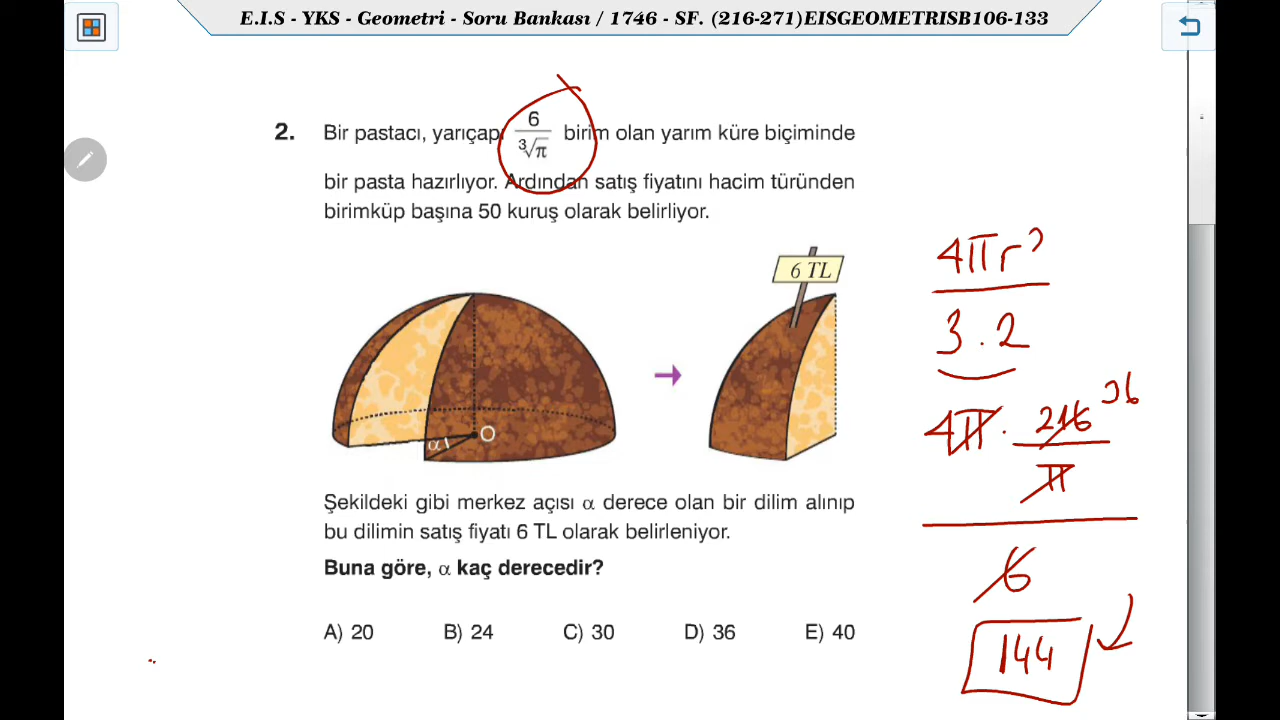 E.I.S - YKS - Geometri - Soru Bankası / 1746 - SF. (216-271)EISGEOMETRISB106-133
2. Bir pastacı, yarıçapı 6/∛π birim olan yarım küre biçiminde
bir pasta hazırlıyor. Ardından satış fiyatını hacim türünden
birimküp başına 50 kuruş olarak belirliyor.
6 TL
α O
Şekildeki gibi merkez açısı α derece olan bir dilim alınıp
bu dilimin satış fiyatı 6 TL olarak belirleniyor.
Buna göre, α kaç derecedir?
A) 20 B) 24 C) 30 D) 36 E) 40
4πr³
3.2
4π . 216 36
π
6
144